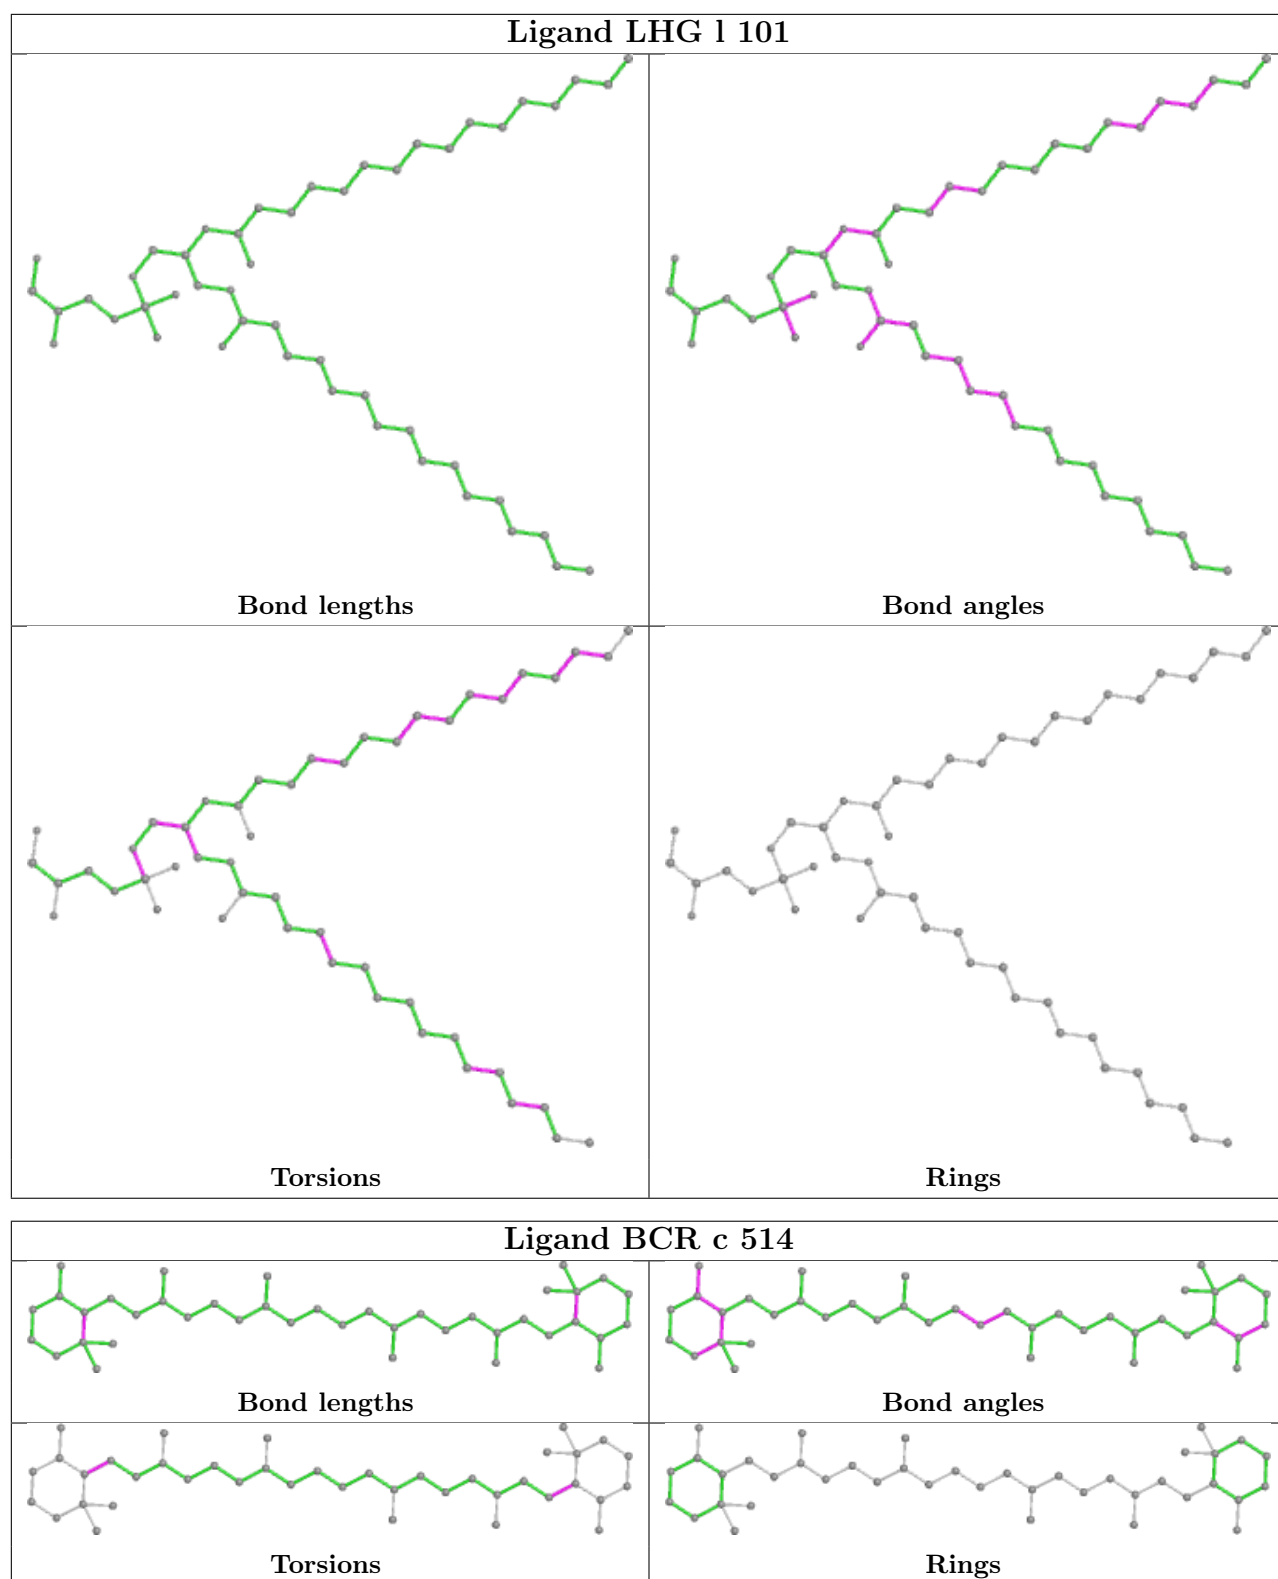 Ligand LHG l 101
Bond lengths
Bond angles
Torsions
Rings
Ligand BCR c 514
Bond lengths
Bond angles
Torsions
Rings